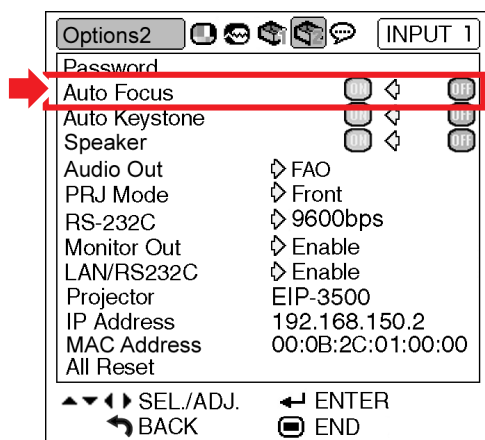 Options2 1 2 INPUT 1
Password
Auto Focus ON OFF
Auto Keystone ON OFF
Speaker ON OFF
Audio Out FAO
PRJ Mode Front
RS-232C 9600bps
Monitor Out Enable
LAN/RS232C Enable
Projector EIP-3500
IP Address 192.168.150.2
MAC Address 00:0B:2C:01:00:00
All Reset
SEL./ADJ. ENTER
BACK END